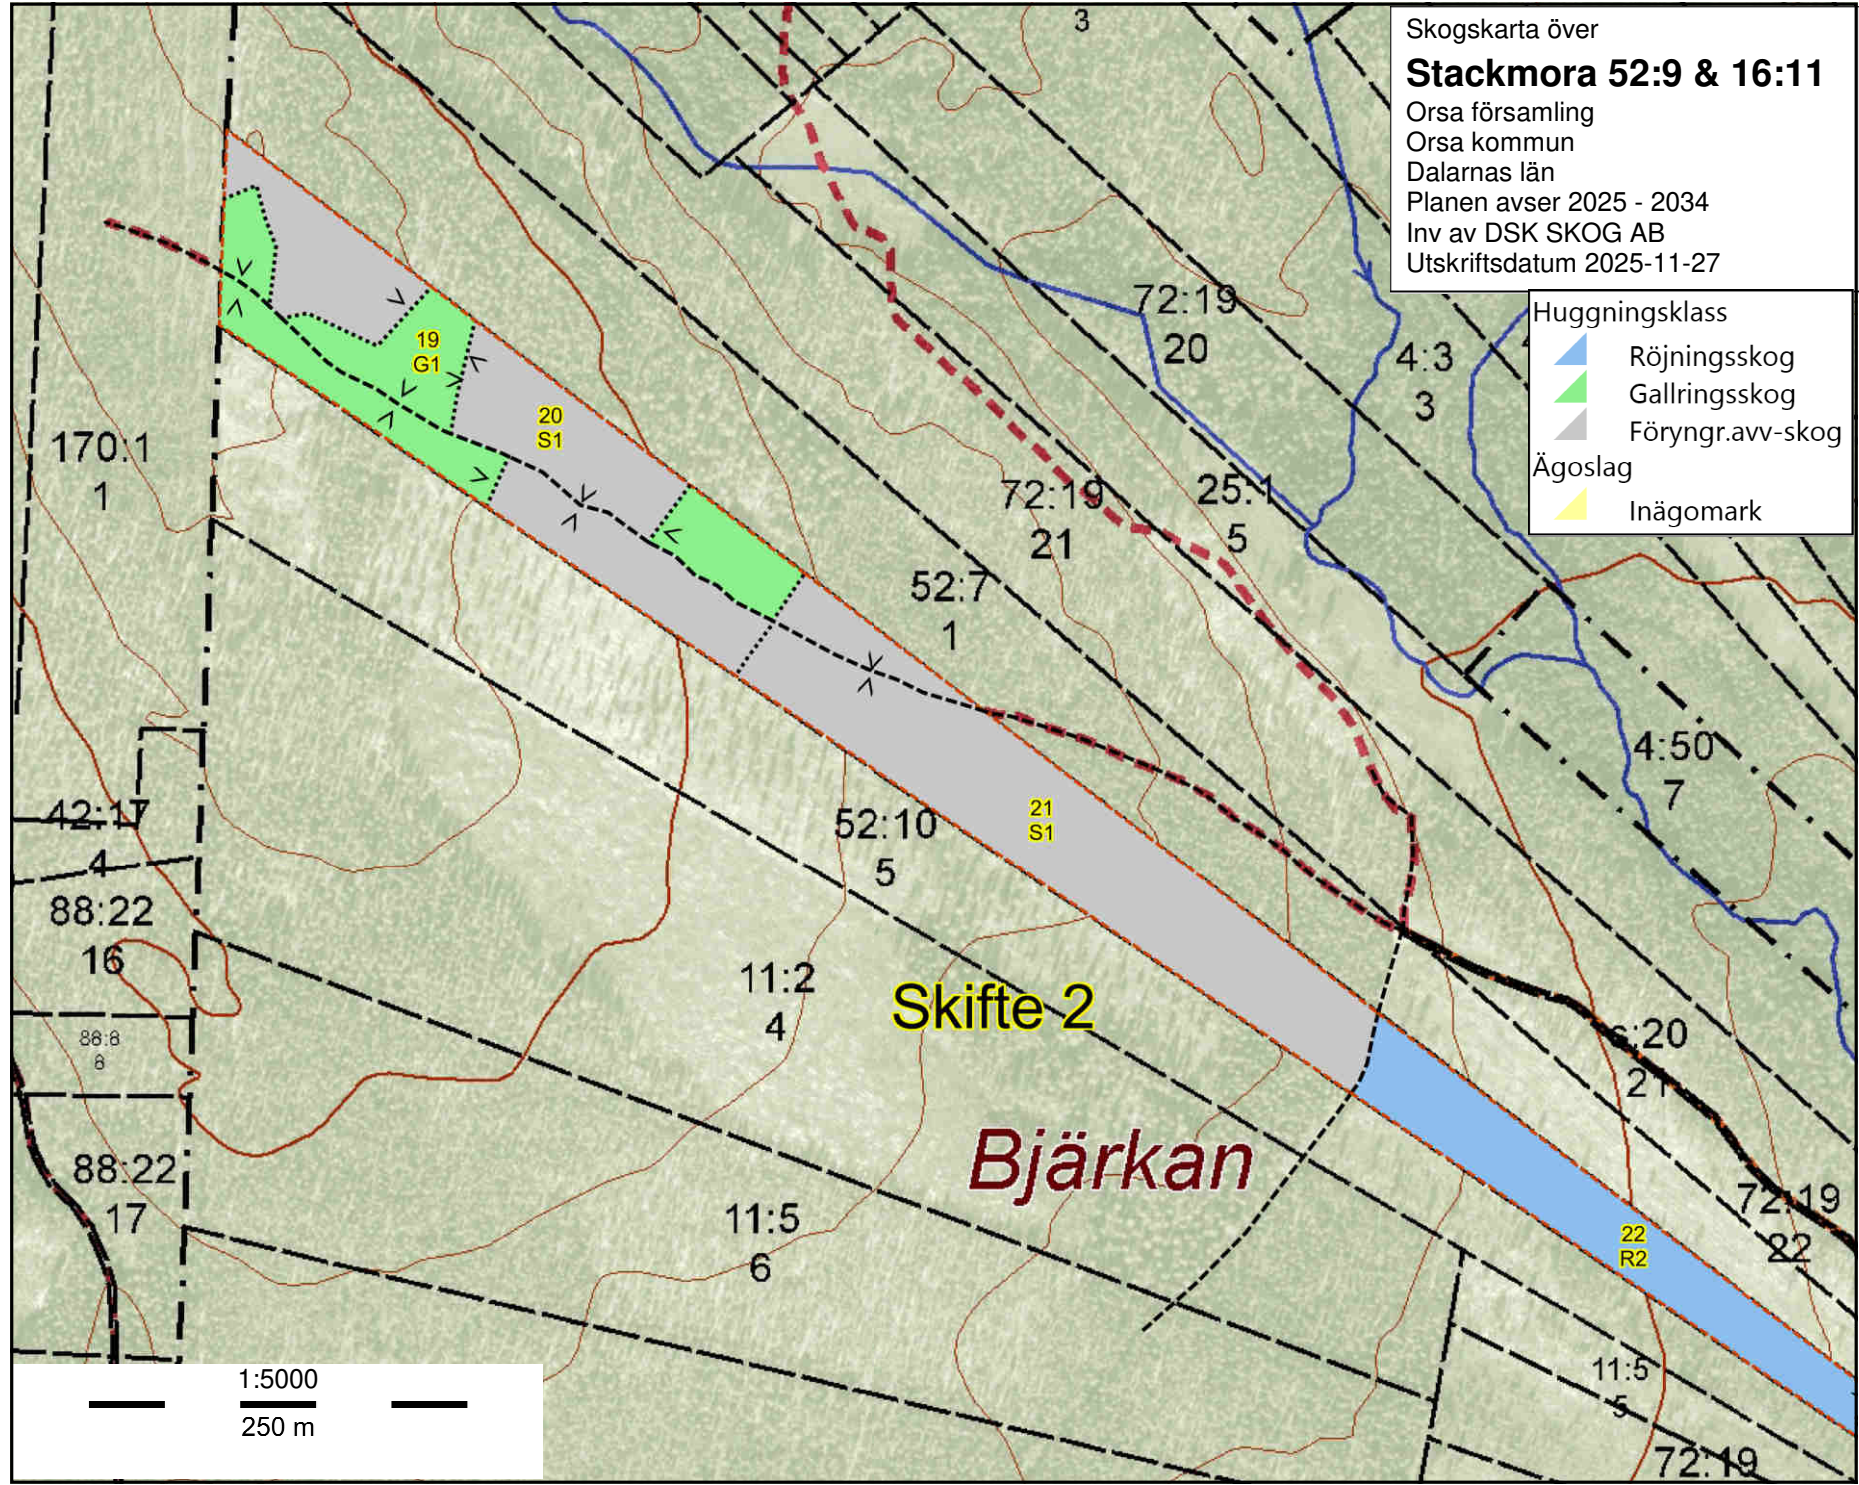 Skogskarta över
Stackmora 52:9 & 16:11
Orsa församling
Orsa kommun
Dalarnas län
Planen avser 2025 - 2034
Inv av DSK SKOG AB
Utskriftsdatum 2025-11-27
Huggningsklass
Röjningsskog
Gallringsskog
Föryngr.avv-skog
Ägoslag
Inägomark
3
72:19
20
4:3
3
19
G1
20
S1
170:1
1
72:19
21
25:1
5
52:7
1
4:50
7
42:17
4
52:10
5
21
S1
88:22
16
11:2
4
Skifte 2
88:8
8
6:20
21
Bjärkan
88:22
17
11:5
6
72:19
22
22
R2
11:5
5
72:19
1:5000
250 m